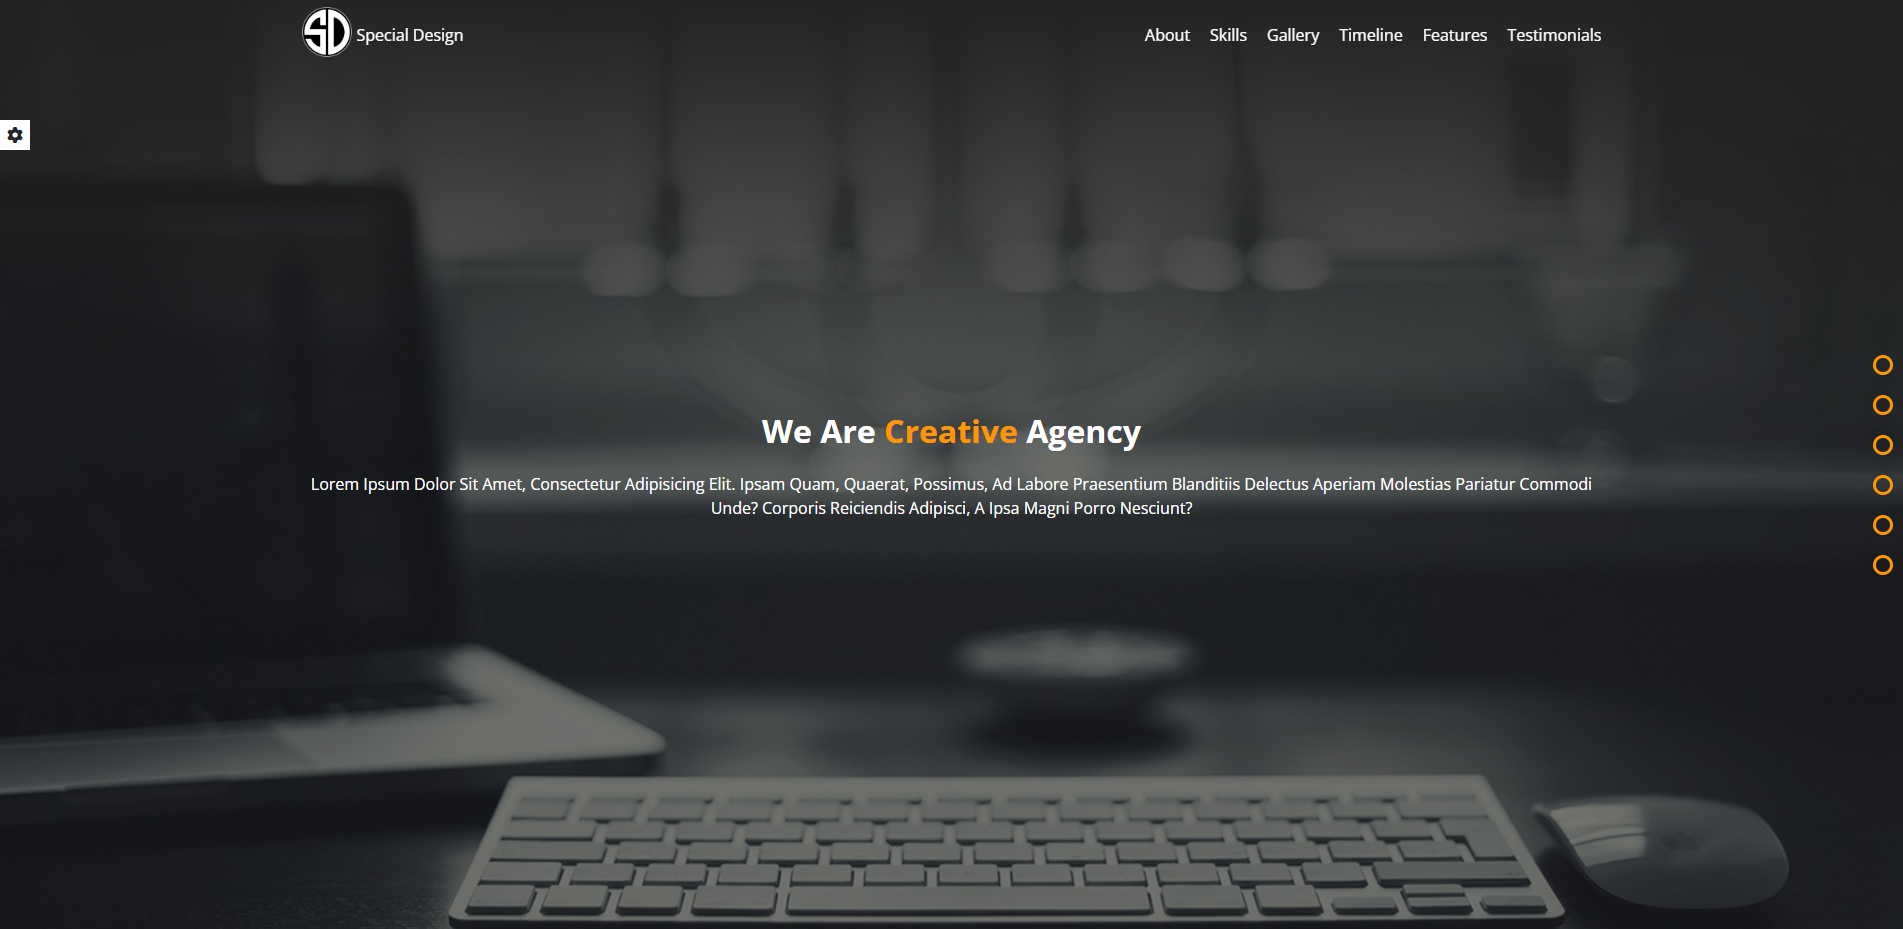 SD Special Design
About Skills Gallery Timeline Features Testimonials
We Are Creative Agency
Lorem Ipsum Dolor Sit Amet, Consectetur Adipisicing Elit. Ipsam Quam, Quaerat, Possimus, Ad Labore Praesentium Blanditiis Delectus Aperiam Molestias Pariatur Commodi
Unde? Corporis Reiciendis Adipisci, A Ipsa Magni Porro Nesciunt?